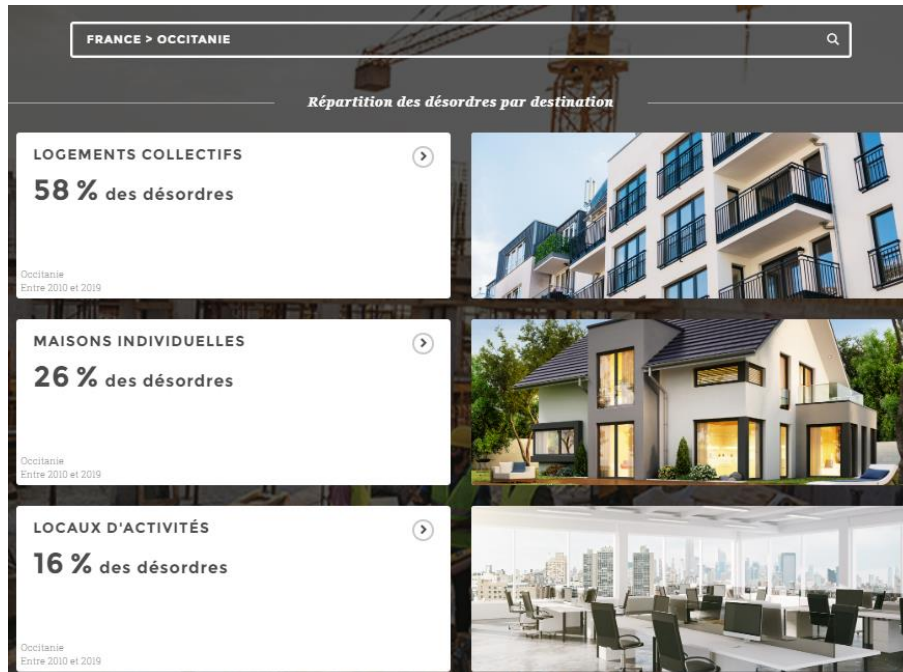 FRANCE > OCCITANIE
Répartition des désordres par destination
LOGEMENTS COLLECTIFS
58 % des désordres
Occitanie
Entre 2010 et 2019
MAISONS INDIVIDUELLES
26 % des désordres
Occitanie
Entre 2010 et 2019
LOCAUX D'ACTIVITÉS
16 % des désordres
Occitanie
Entre 2010 et 2019